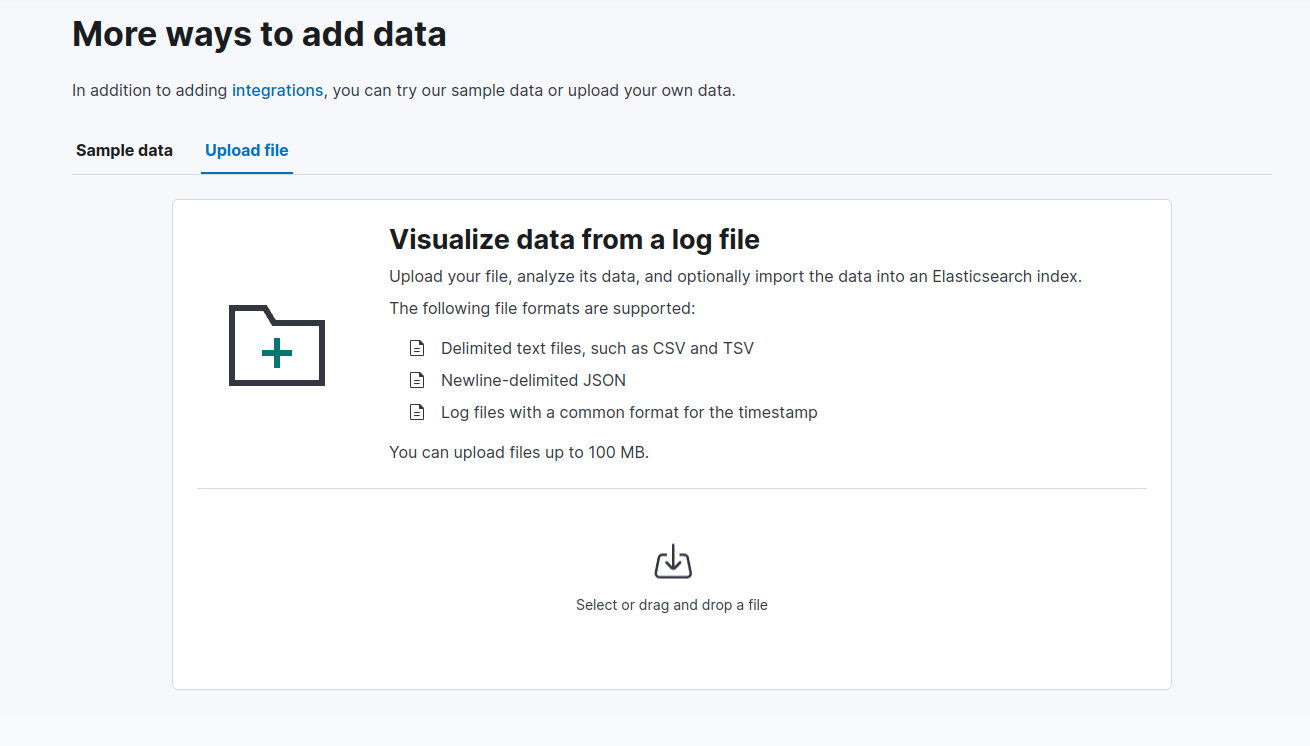 More ways to add data
In addition to adding integrations, you can try our sample data or upload your own data.
Sample data
Upload file
Visualize data from a log file
Upload your file, analyze its data, and optionally import the data into an Elasticsearch index.
The following file formats are supported:
Delimited text files, such as CSV and TSV
Newline-delimited JSON
Log files with a common format for the timestamp
You can upload files up to 100 MB.
Select or drag and drop a file